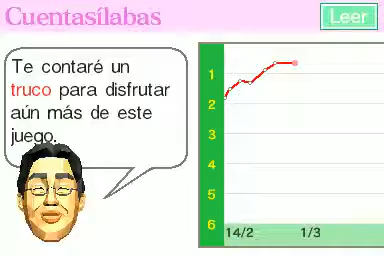 Cuentasílabas
Leer
Te contaré un
truco para disfrutar
aún más de este
juego.
1
2
3
4
5
6
14/2
1/3